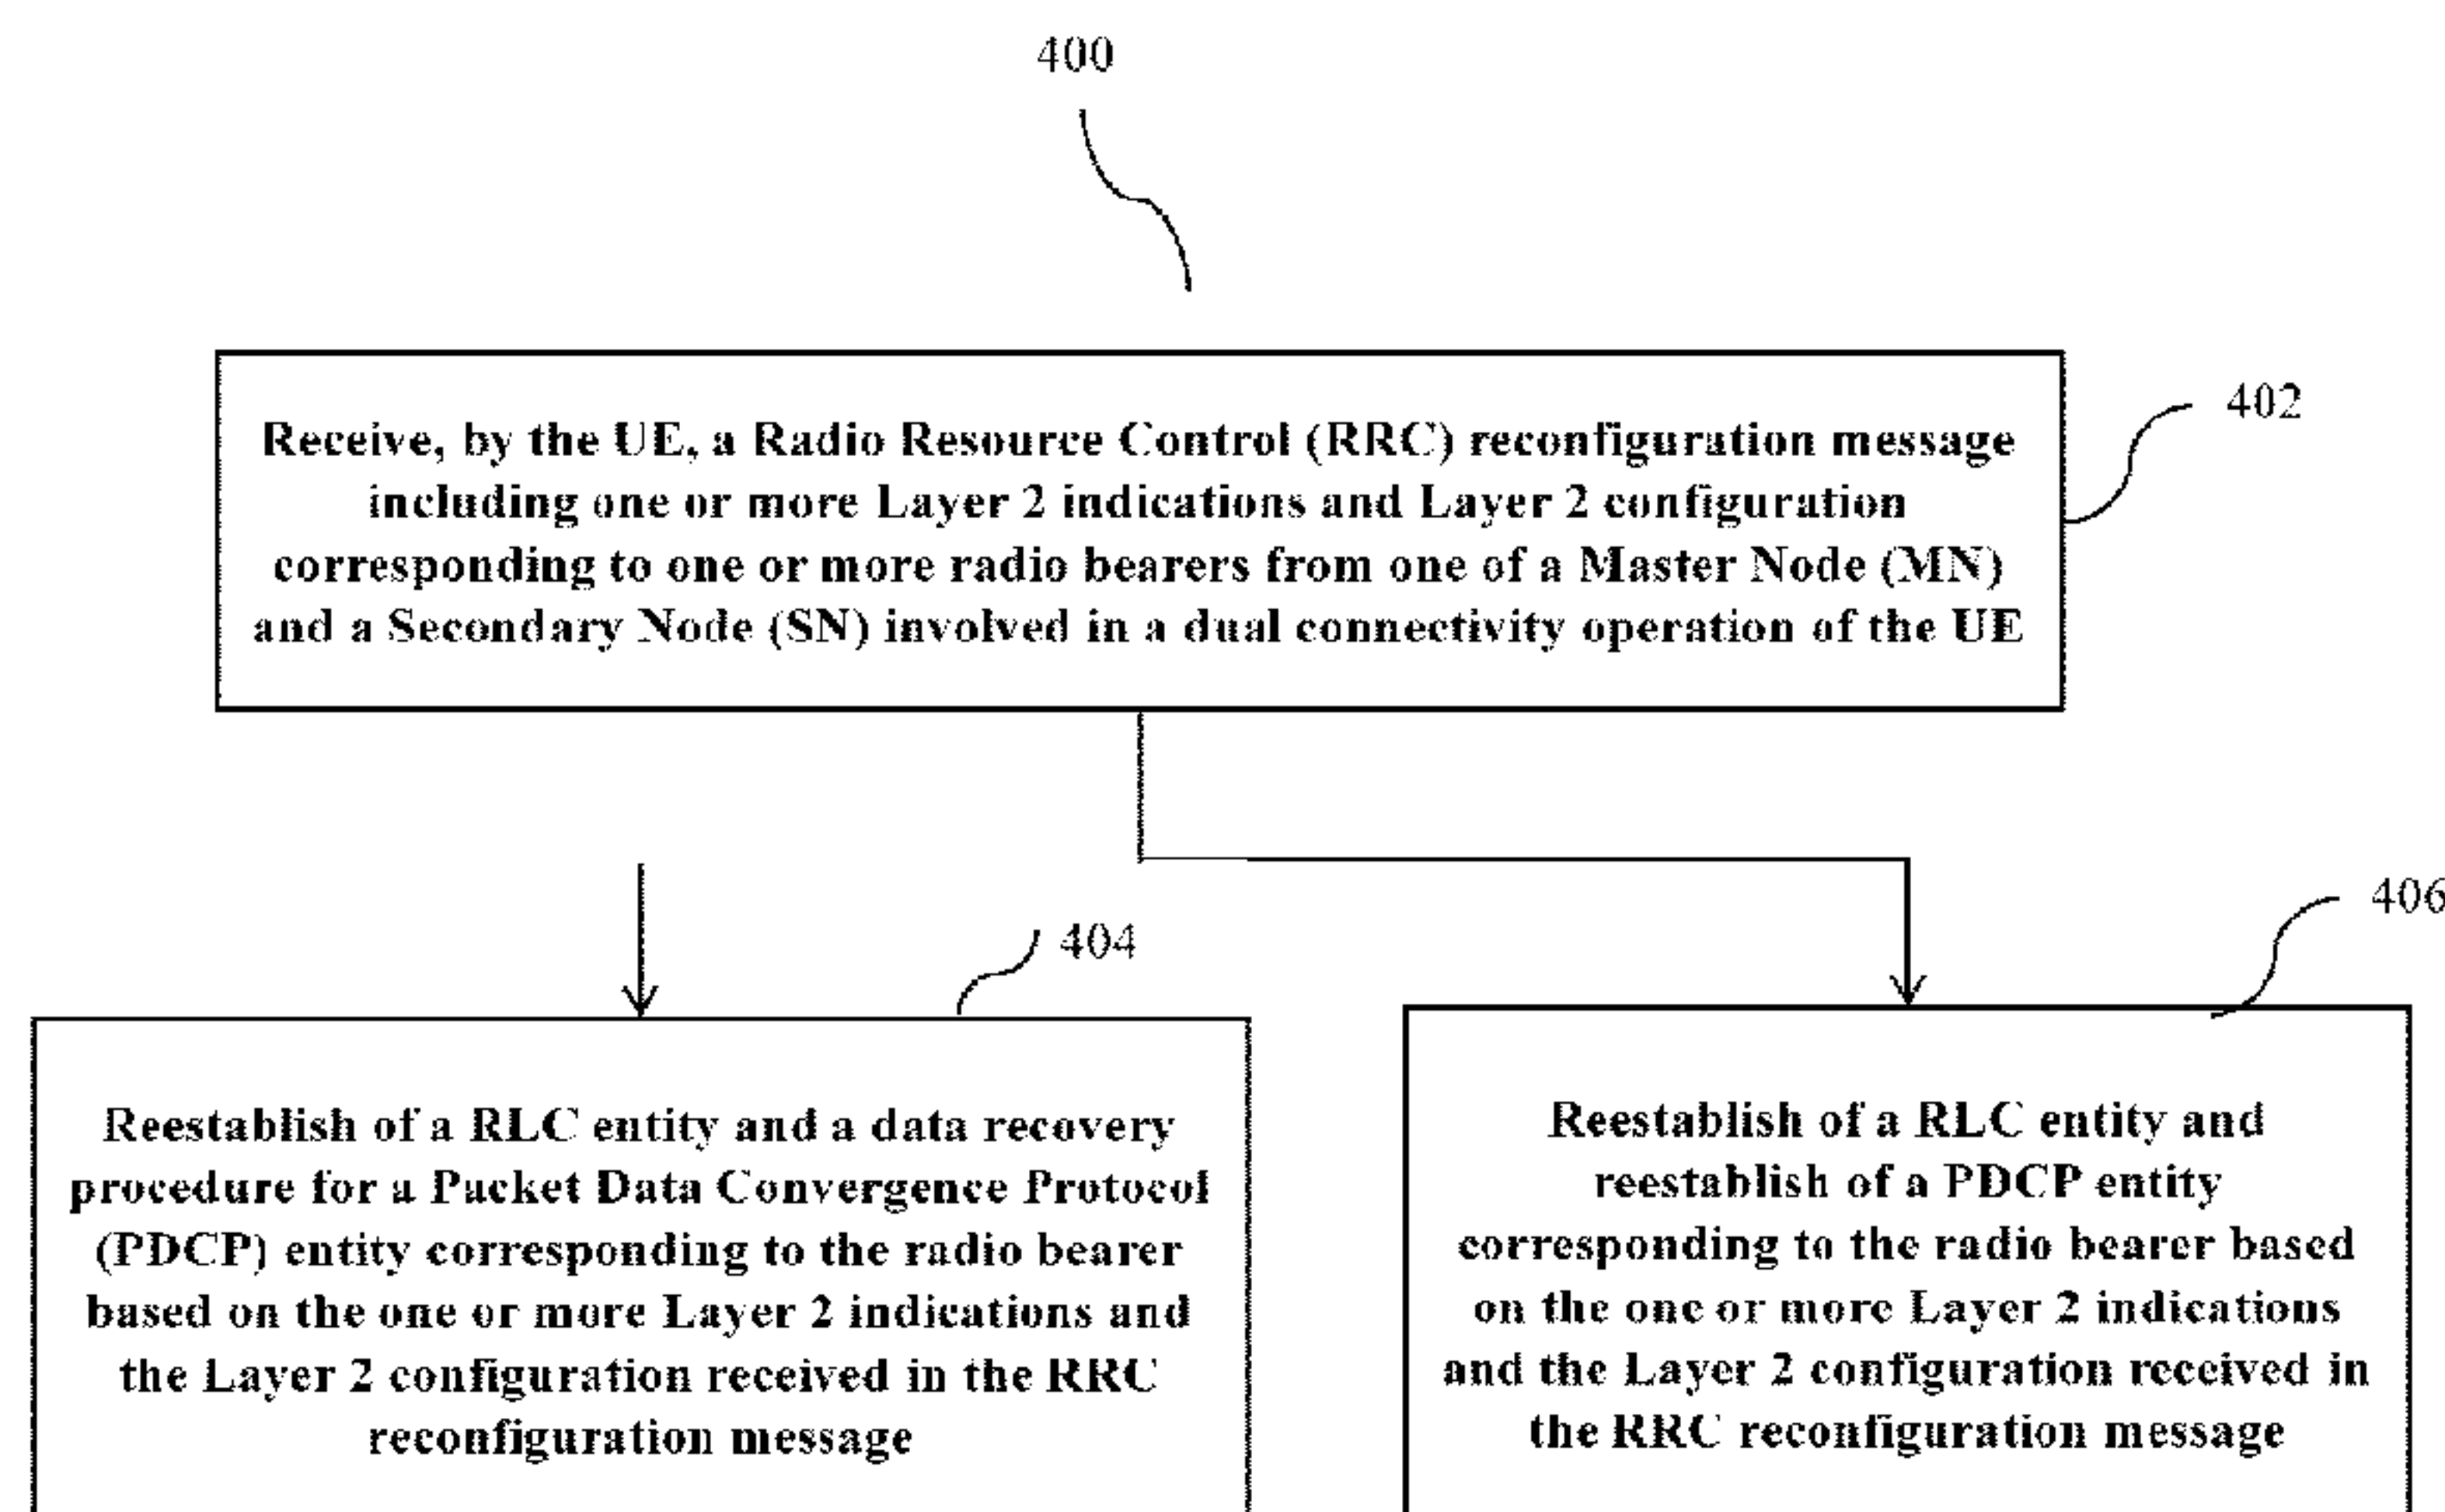 400
Receive, by the UE, a Radio Resource Control (RRC) reconfiguration message
including one or more Layer 2 indications and Layer 2 configuration
corresponding to one or more radio bearers from one of a Master Node (MN)
and a Secondary Node (SN) involved in a dual connectivity operation of the UE
402
404
Reestablish of a RLC entity and a data recovery
procedure for a Packet Data Convergence Protocol
(PDCP) entity corresponding to the radio bearer
based on the one or more Layer 2 indications and
the Layer 2 configuration received in the RRC
reconfiguration message
406
Reestablish of a RLC entity and
reestablish of a PDCP entity
corresponding to the radio bearer based
on the one or more Layer 2 indications
and the Layer 2 configuration received in
the RRC reconfiguration message